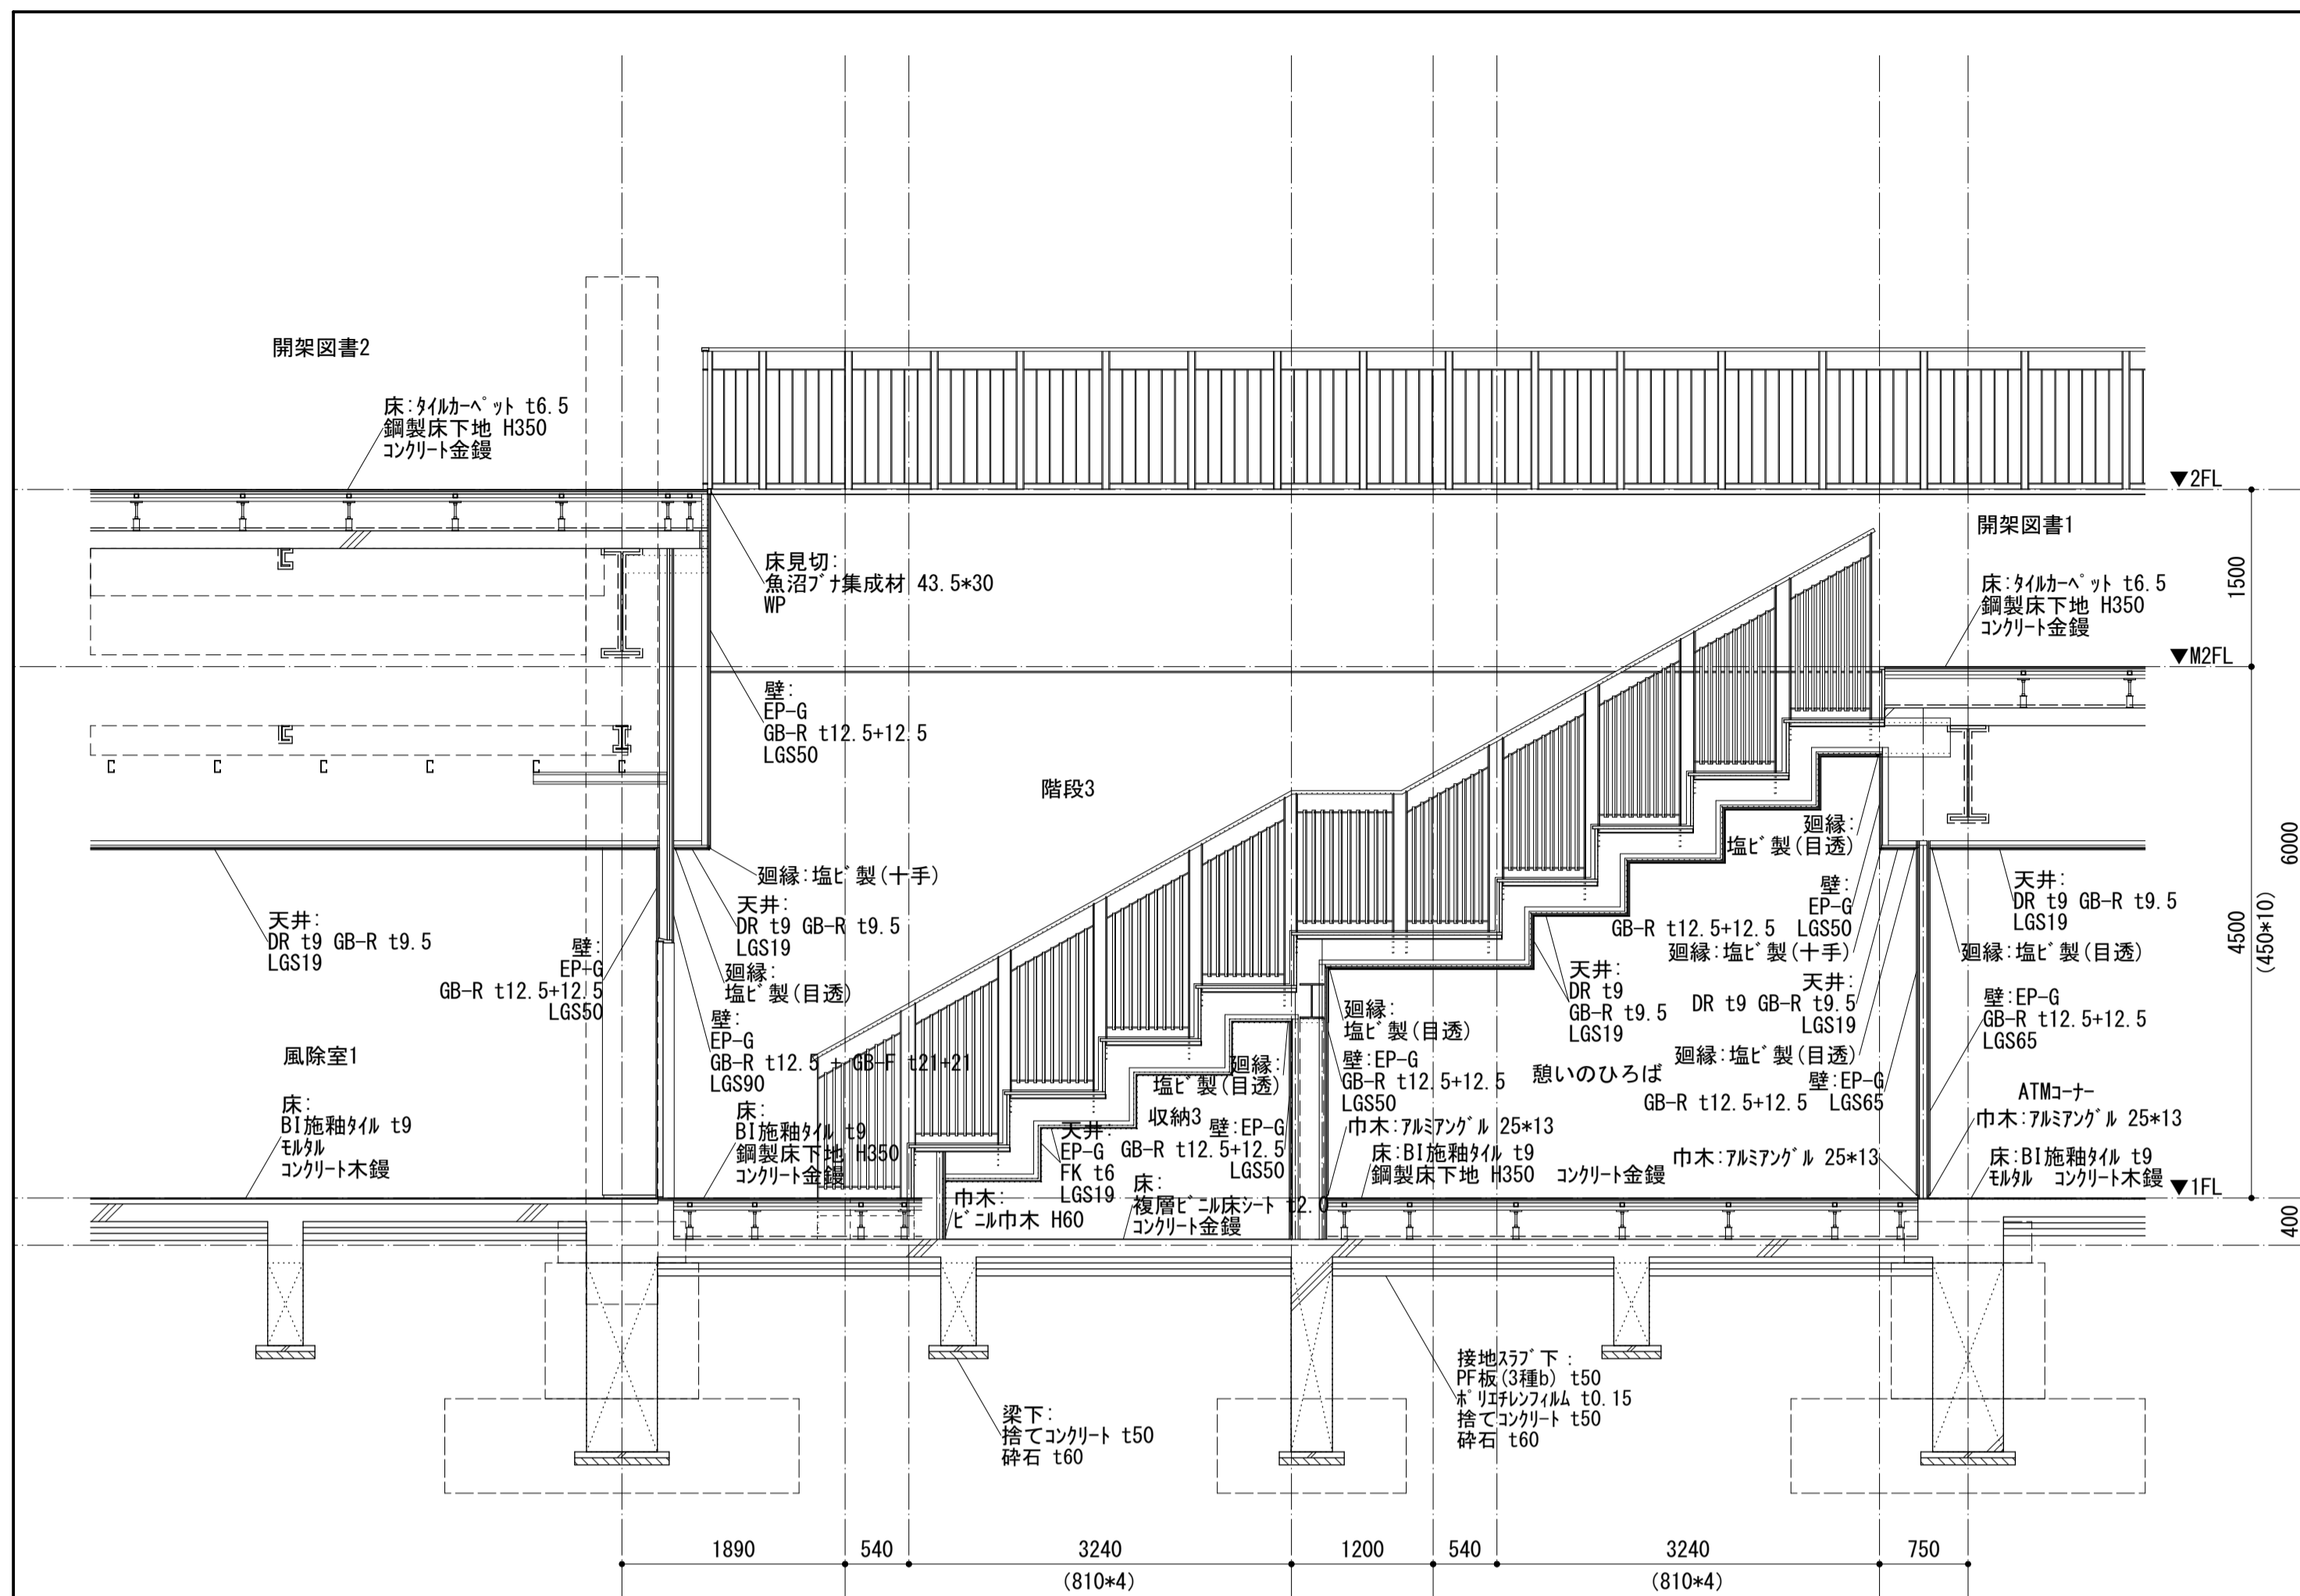 開架図書2
床:タイルカーペット t6.5
鋼製床下地 H350
コンクリート金鏝
▼2FL
開架図書1
床見切:
魚沼ブナ集成材 43.5*30
WP
床:タイルカーペット t6.5
鋼製床下地 H350
コンクリート金鏝
1500
▼M2FL
壁:
EP-G
GB-R t12.5+12.5
LGS50
階段3
廻縁:
塩ビ製(目透)
6000
廻縁:塩ビ製(十手)
天井:
DR t9 GB-R t9.5
LGS19
壁:
EP-G
GB-R t12.5+12.5
LGS50
天井:
DR t9 GB-R t9.5
LGS19
廻縁:
塩ビ製(目透)
壁:
EP-G
GB-R t12.5+12.5 LGS50
廻縁:塩ビ製(十手)
天井:
DR t9 GB-R t9.5
LGS19
廻縁:塩ビ製(目透)
4500
(450*10)
天井:
DR t9
GB-R t9.5
LGS19
天井:
DR t9 GB-R t9.5
LGS19
廻縁:塩ビ製(目透)
壁:EP-G
GB-R t12.5+12.5
LGS65
風除室1
壁:
EP-G
GB-R t12.5 + GB-F t21+21
LGS90
廻縁:
塩ビ製(目透)
廻縁:
塩ビ製(目透)
壁:EP-G
GB-R t12.5+12.5
LGS50
憩いのひろば
壁:EP-G
GB-R t12.5+12.5 LGS65
ATMコーナー
巾木:アルミアングル 25*13
床:
BI施釉タイル t9
モルタル
コンクリート木鏝
床:
BI施釉タイル t9
鋼製床下地 H350
コンクリート金鏝
収納3
天井:
EP-G
FK t6
LGS19
壁:EP-G
GB-R t12.5+12.5
LGS50
巾木:アルミアングル 25*13
床:BI施釉タイル t9
鋼製床下地 H350 コンクリート金鏝
巾木:アルミアングル 25*13
床:BI施釉タイル t9
モルタル コンクリート木鏝
▼1FL
巾木:
ビニル巾木 H60
床:
複層ビニル床シート t2.0
コンクリート金鏝
400
梁下:
捨てコンクリート t50
砕石 t60
接地スラブ下:
PF板(3種b) t50
ポリエチレンフィルム t0.15
捨てコンクリート t50
砕石 t60
1890 540 3240 1200 540 3240 750
(810*4) (810*4)